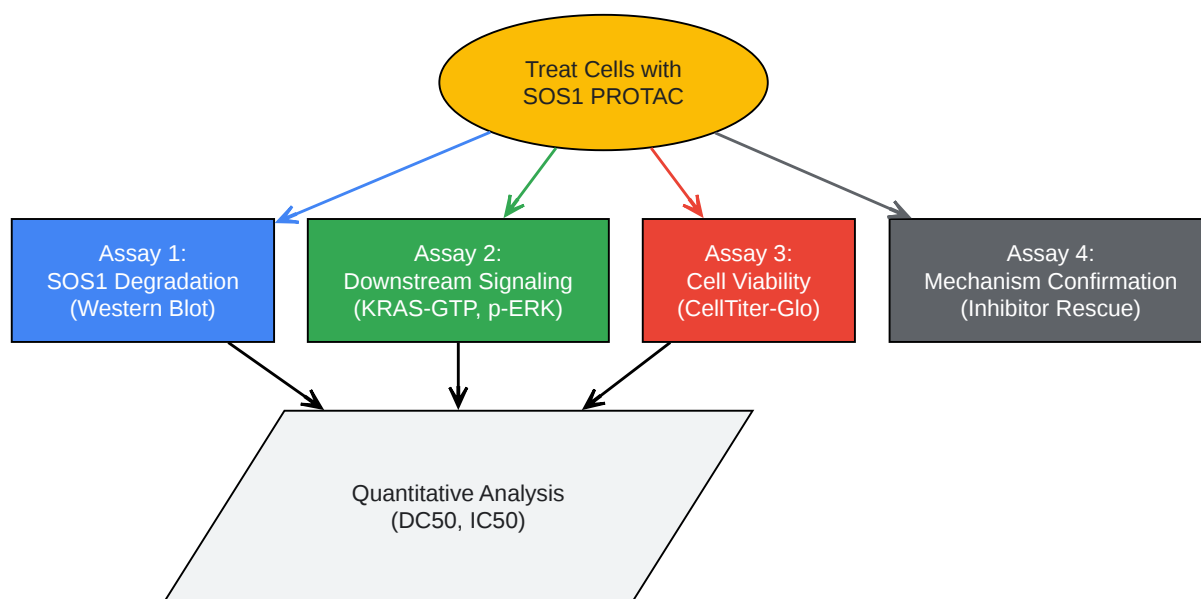 Treat Cells with
SOS1 PROTAC
Assay 1:
SOS1 Degradation
(Western Blot)
Assay 2:
Downstream Signaling
(KRAS-GTP, p-ERK)
Assay 3:
Cell Viability
(CellTiter-Glo)
Assay 4:
Mechanism Confirmation
(Inhibitor Rescue)
Quantitative Analysis
(DC50, IC50)